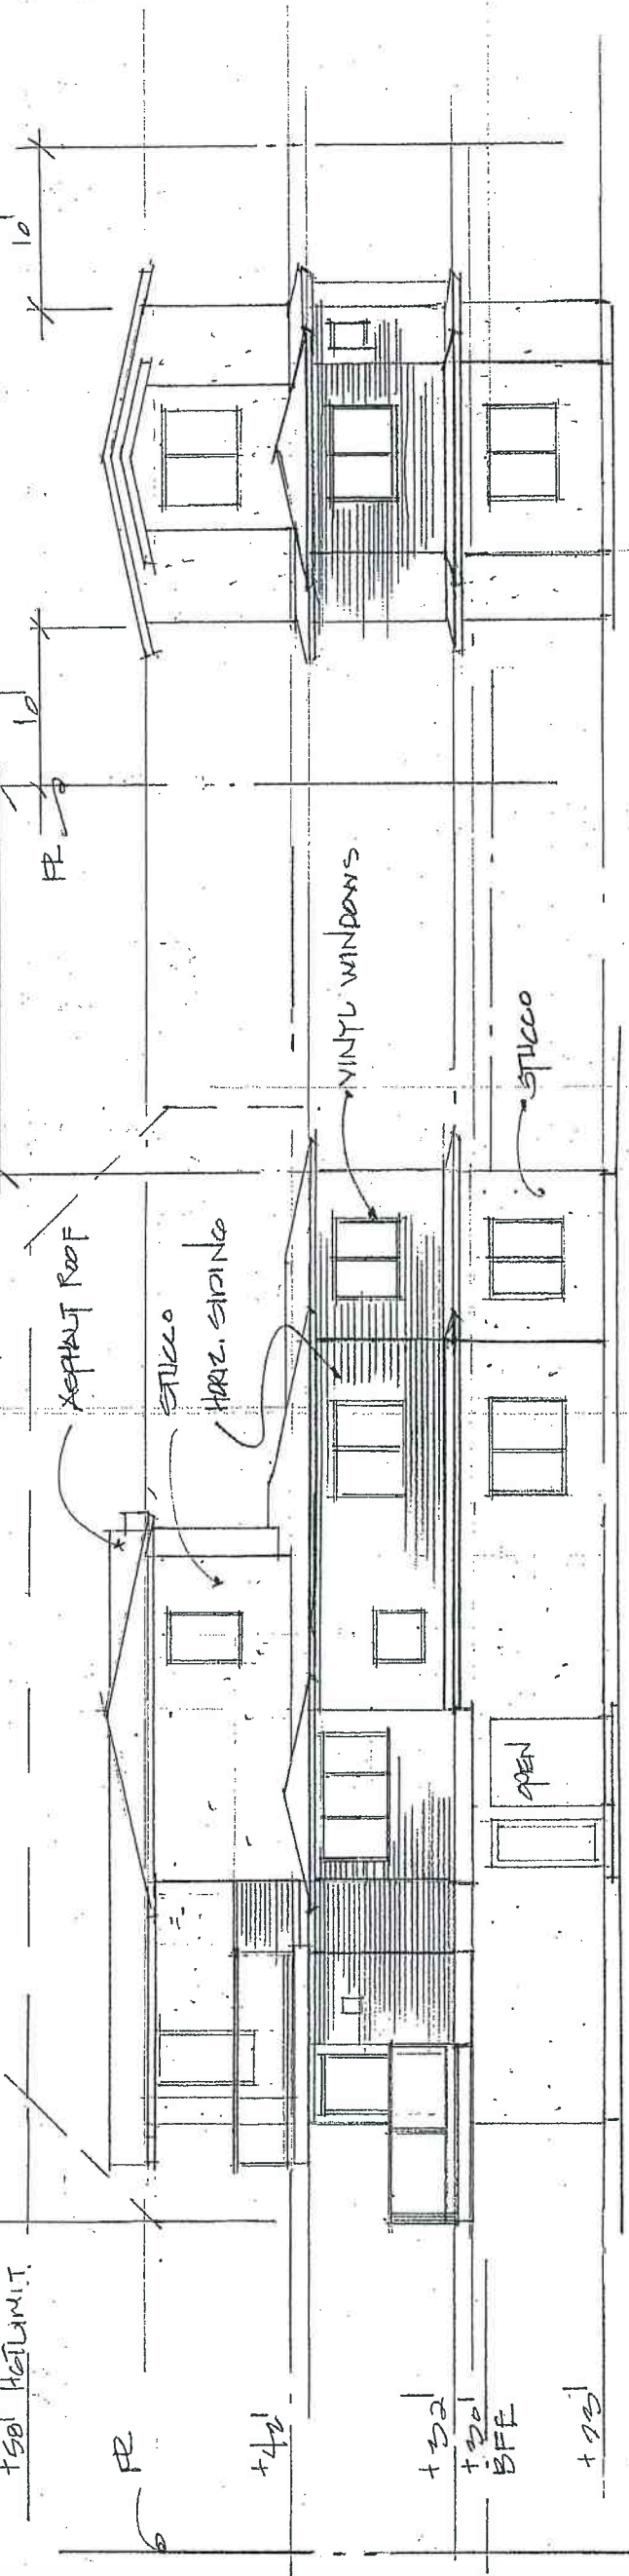 +58' HGT LIMIT.
PL
+42'
+32'
+30'
BFE
+23'
ASPHALT ROOF
STUCCO
HORIZ. SIDING
OPEN
VINYL WINDOWS
STUCCO
PL
10'
10'